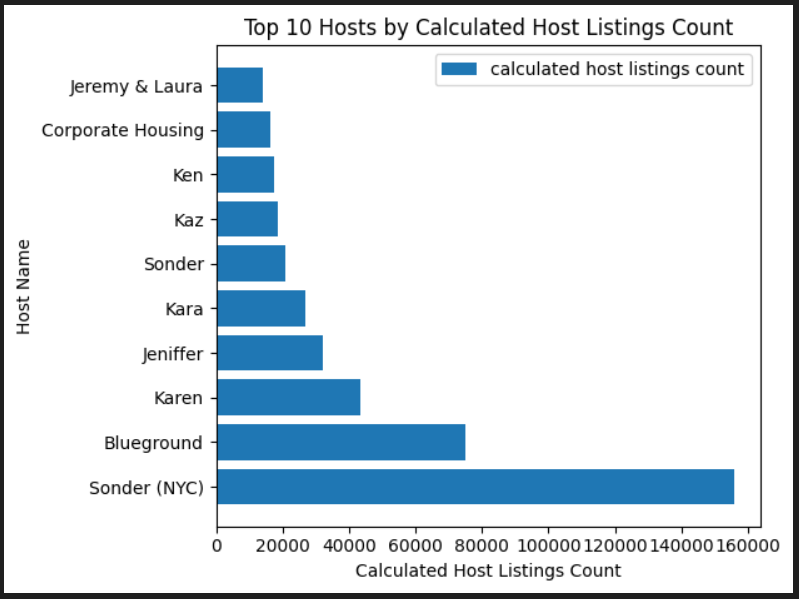 Top 10 Hosts by Calculated Host Listings Count
calculated host listings count
Jeremy & Laura
Corporate Housing
Ken
Kaz
Sonder
Kara
Jeniffer
Karen
Blueground
Sonder (NYC)
Host Name
0 20000 40000 60000 80000 100000 120000 140000 160000
Calculated Host Listings Count